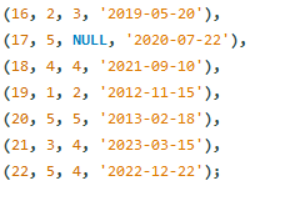 (16, 2, 3, '2019-05-20'),
(17, 5, NULL, '2020-07-22'),
(18, 4, 4, '2021-09-10'),
(19, 1, 2, '2012-11-15'),
(20, 5, 5, '2013-02-18'),
(21, 3, 4, '2023-03-15'),
(22, 5, 4, '2022-12-22');